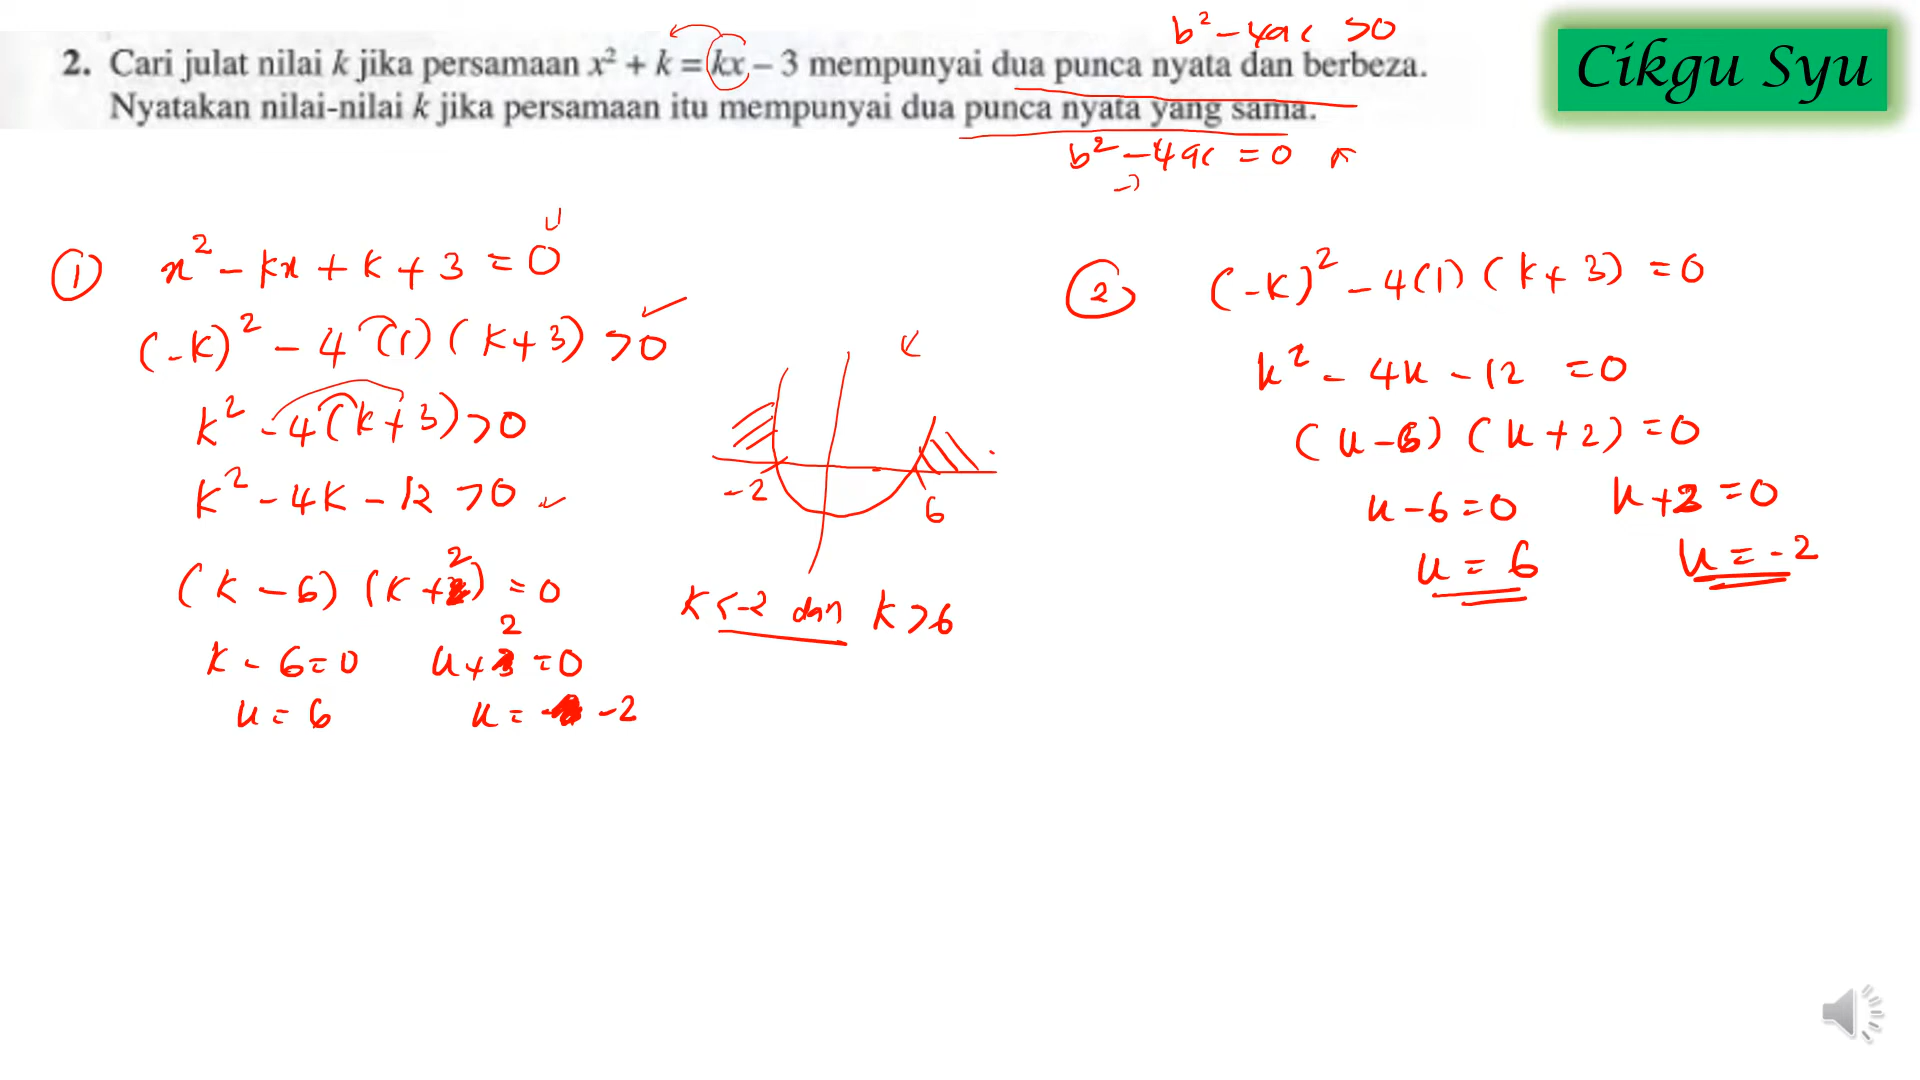 b² - 4ac > 0
2. Cari julat nilai k jika persamaan x² + k = kx – 3 mempunyai dua punca nyata dan berbeza.
Nyatakan nilai-nilai k jika persamaan itu mempunyai dua punca nyata yang sama.
Cikgu Syu
b² - 4ac = 0
① x² - kx + k + 3 = 0
(-k)² - 4(1)(k+3) > 0
k² - 4(k+3) > 0
k² - 4k - 12 > 0
(k - 6)(k + 2) = 0
k - 6 = 0 k + 2 = 0
k = 6 k = -2
-2 6
k < -2 dan k > 6
② (-k)² - 4(1)(k+3) = 0
k² - 4k - 12 = 0
(k-6)(k+2) = 0
k - 6 = 0 k + 2 = 0
k = 6 k = -2